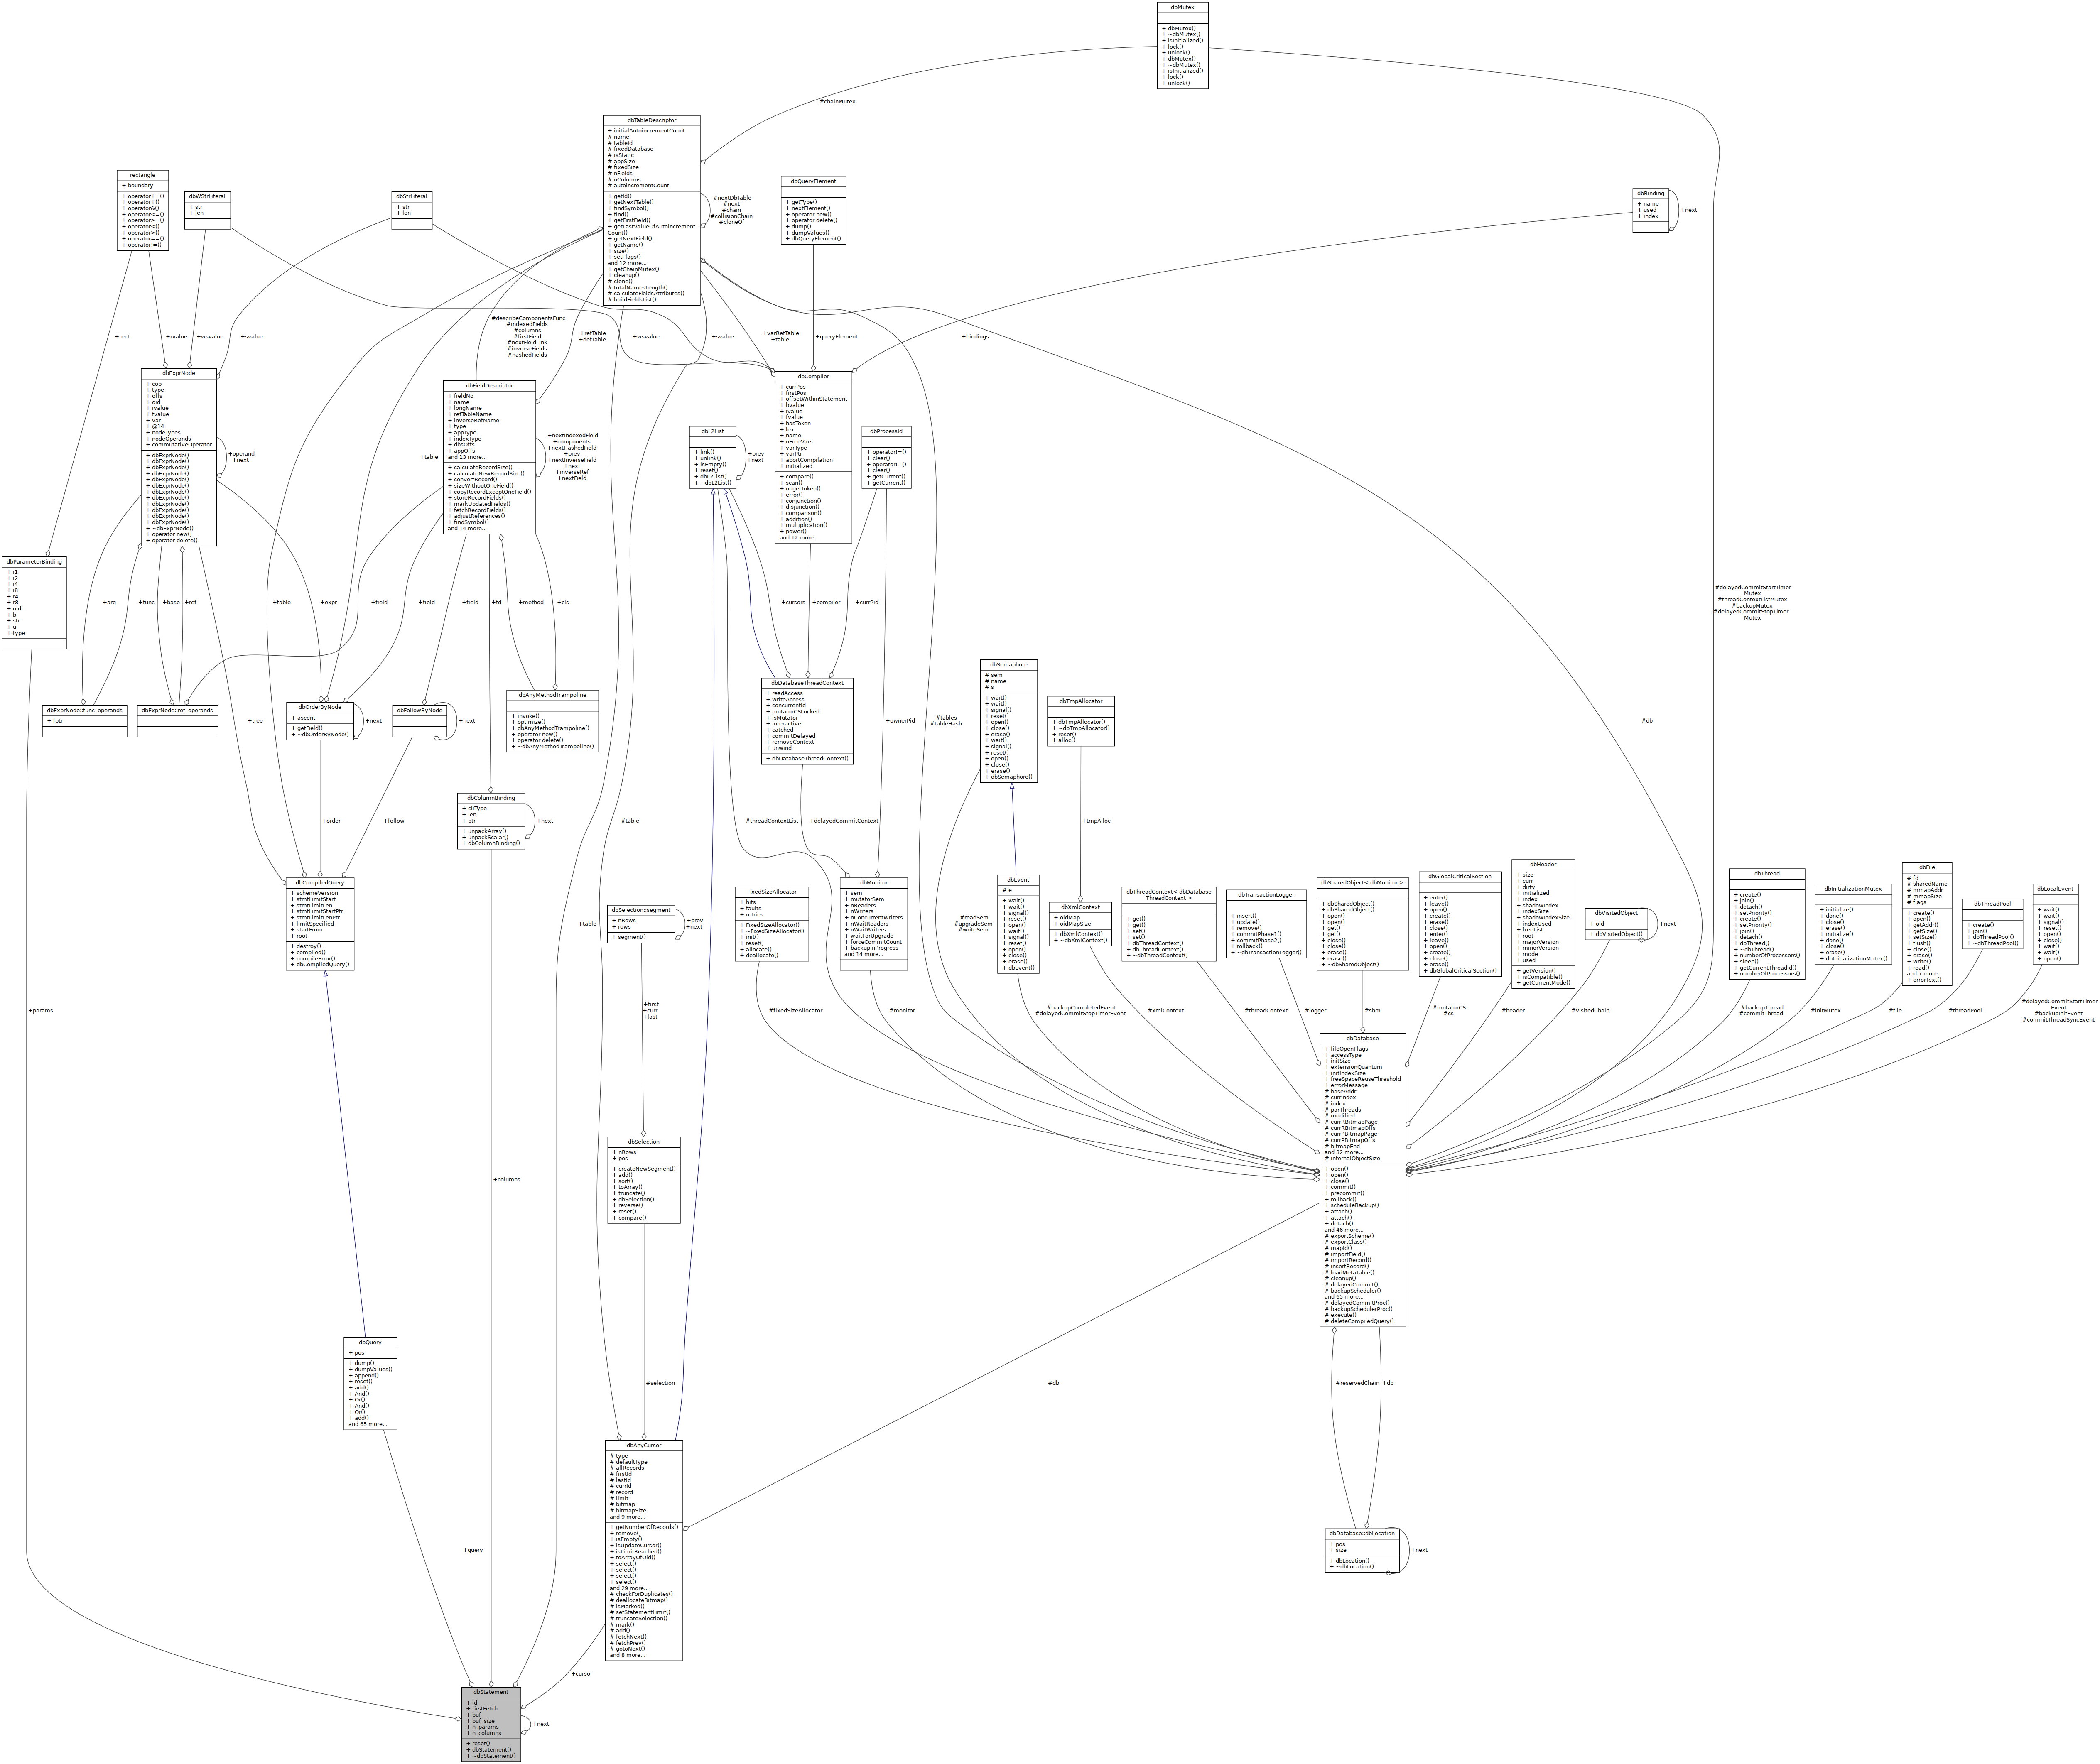 dbMutex
+ dbMutex()
+ ~dbMutex()
+ isInitialized()
+ lock()
+ unlock()
+ dbMutex()
+ ~dbMutex()
+ isInitialized()
+ lock()
+ unlock()
#chainMutex
dbTableDescriptor
+ initialAutoincrementCount
# name
# tableId
# fixedDatabase
# isStatic
# appSize
# fixedSize
# nFields
# nColumns
# autoincrementCount
+ getId()
+ getNextTable()
+ findSymbol()
+ find()
+ getFirstField()
+ getLastValueOfAutoincrement
Count()
+ getNextField()
+ getName()
+ size()
+ setFlags()
and 12 more...
+ getChainMutex()
+ cleanup()
# clone()
# totalNamesLength()
# calculateFieldsAttributes()
# buildFieldsList()
#nextDbTable
#next
#chain
#collisionChain
#cloneOf
rectangle
+ boundary
+ operator+=()
+ operator+()
+ operator&()
+ operator<=()
+ operator>=()
+ operator<()
+ operator>()
+ operator==()
+ operator!=()
dbWStrLiteral
+ str
+ len
dbStrLiteral
+ str
+ len
dbQueryElement
+ getType()
+ nextElement()
+ operator new()
+ operator delete()
+ dump()
+ dumpValues()
+ dbQueryElement()
dbBinding
+ name
+ used
+ index
+next
+rect
+rvalue
+wsvalue
+svalue
#describeComponentsFunc
#indexedFields
#columns
#firstField
#nextFieldLink
#inverseFields
#hashedFields
+refTable
+defTable
+wsvalue
+svalue
+varRefTable
+table
+queryElement
+bindings
dbExprNode
+ cop
+ type
+ offs
+ oid
+ ivalue
+ fvalue
+ var
+ @14
+ nodeTypes
+ nodeOperands
+ commutativeOperator
+ dbExprNode()
+ dbExprNode()
+ dbExprNode()
+ dbExprNode()
+ dbExprNode()
+ dbExprNode()
+ dbExprNode()
+ dbExprNode()
+ dbExprNode()
+ dbExprNode()
+ dbExprNode()
+ dbExprNode()
+ ~dbExprNode()
+ operator new()
+ operator delete()
+operand
+next
+table
dbFieldDescriptor
+ fieldNo
+ name
+ longName
+ refTableName
+ inverseRefName
+ type
+ appType
+ indexType
+ dbsOffs
+ appOffs
and 13 more...
+ calculateRecordSize()
+ calculateNewRecordSize()
+ convertRecord()
+ sizeWithoutOneField()
+ copyRecordExceptOneField()
+ storeRecordFields()
+ markUpdatedFields()
+ fetchRecordFields()
+ adjustReferences()
+ findSymbol()
and 14 more...
+nextIndexedField
+components
+nextHashedField
+prev
+nextInverseField
+next
+inverseRef
+nextField
dbL2List
+ link()
+ unlink()
+ isEmpty()
+ reset()
+ dbL2List()
+ ~dbL2List()
+prev
+next
dbCompiler
+ currPos
+ firstPos
+ offsetWithinStatement
+ bvalue
+ ivalue
+ fvalue
+ hasToken
+ lex
+ name
+ nFreeVars
+ varType
+ varPtr
+ abortCompilation
+ initialized
+ compare()
+ scan()
+ ungetToken()
+ error()
+ conjunction()
+ disjunction()
+ comparison()
+ addition()
+ multiplication()
+ power()
and 12 more...
dbProcessId
+ operator!=()
+ clear()
+ operator!=()
+ clear()
+ getCurrent()
+ getCurrent()
dbParameterBinding
+ i1
+ i2
+ i4
+ i8
+ r4
+ r8
+ oid
+ b
+ str
+ u
+ type
+arg
+func
+base
+ref
+table
+expr
+field
+field
+field
+fd
+method
+cls
+cursors
+compiler
+currPid
#delayedCommitStartTimer
Mutex
#threadContextListMutex
#backupMutex
#delayedCommitStopTimer
Mutex
dbExprNode::func_operands
+ fptr
dbExprNode::ref_operands
dbOrderByNode
+ ascent
+ getField()
+ ~dbOrderByNode()
+next
dbFollowByNode
+next
dbAnyMethodTrampoline
+ invoke()
+ optimize()
+ dbAnyMethodTrampoline()
+ operator new()
+ operator delete()
+ ~dbAnyMethodTrampoline()
dbDatabaseThreadContext
+ readAccess
+ writeAccess
+ concurrentId
+ mutatorCSLocked
+ isMutator
+ interactive
+ catched
+ commitDelayed
+ removeContext
+ unwind
+ dbDatabaseThreadContext()
+tree
+ownerPid
#tables
#tableHash
dbSemaphore
# sem
# name
# s
+ wait()
+ wait()
+ signal()
+ reset()
+ open()
+ close()
+ erase()
+ wait()
+ signal()
+ reset()
+ open()
+ close()
+ erase()
+ dbSemaphore()
dbTmpAllocator
+ dbTmpAllocator()
+ ~dbTmpAllocator()
+ reset()
+ alloc()
#db
+order
+follow
dbColumnBinding
+ cliType
+ len
+ ptr
+ unpackArray()
+ unpackScalar()
+ dbColumnBinding()
+next
#table
#threadContextList
+delayedCommitContext
+tmpAlloc
dbCompiledQuery
+ schemeVersion
+ stmtLimitStart
+ stmtLimitLen
+ stmtLimitStartPtr
+ stmtLimitLenPtr
+ limitSpecified
+ startFrom
+ root
+ destroy()
+ compiled()
+ compileError()
+ dbCompiledQuery()
+table
dbSelection::segment
+ nRows
+ rows
+ segment()
+prev
+next
FixedSizeAllocator
+ hits
+ faults
+ retries
+ FixedSizeAllocator()
+ ~FixedSizeAllocator()
+ init()
+ reset()
+ allocate()
+ deallocate()
dbMonitor
+ sem
+ mutatorSem
+ nReaders
+ nWriters
+ nConcurrentWriters
+ nWaitReaders
+ nWaitWriters
+ waitForUpgrade
+ forceCommitCount
+ backupInProgress
and 14 more...
#readSem
#upgradeSem
#writeSem
dbEvent
# e
+ wait()
+ wait()
+ signal()
+ reset()
+ open()
+ wait()
+ signal()
+ reset()
+ open()
+ close()
+ erase()
+ dbEvent()
dbXmlContext
+ oidMap
+ oidMapSize
+ dbXmlContext()
+ ~dbXmlContext()
dbThreadContext< dbDatabase
ThreadContext >
+ get()
+ get()
+ set()
+ set()
+ dbThreadContext()
+ dbThreadContext()
+ ~dbThreadContext()
dbTransactionLogger
+ insert()
+ update()
+ remove()
+ commitPhase1()
+ commitPhase2()
+ rollback()
+ ~dbTransactionLogger()
dbSharedObject< dbMonitor >
+ dbSharedObject()
+ dbSharedObject()
+ open()
+ open()
+ get()
+ get()
+ close()
+ close()
+ erase()
+ erase()
+ ~dbSharedObject()
dbGlobalCriticalSection
+ enter()
+ leave()
+ open()
+ create()
+ erase()
+ close()
+ enter()
+ leave()
+ open()
+ create()
+ close()
+ erase()
+ dbGlobalCriticalSection()
dbHeader
+ size
+ curr
+ dirty
+ initialized
+ index
+ shadowIndex
+ indexSize
+ shadowIndexSize
+ indexUsed
+ freeList
+ root
+ majorVersion
+ minorVersion
+ mode
+ used
+ getVersion()
+ isCompatible()
+ getCurrentMode()
dbVisitedObject
+ oid
+ dbVisitedObject()
+next
dbThread
+ create()
+ join()
+ detach()
+ setPriority()
+ create()
+ setPriority()
+ join()
+ detach()
+ dbThread()
+ ~dbThread()
+ numberOfProcessors()
+ sleep()
+ getCurrentThreadId()
+ numberOfProcessors()
dbInitializationMutex
+ initialize()
+ done()
+ close()
+ erase()
+ initialize()
+ done()
+ close()
+ erase()
+ dbInitializationMutex()
dbFile
# fd
# sharedName
# mmapAddr
# mmapSize
+ flags
+ create()
+ open()
+ getAddr()
+ getSize()
+ setSize()
+ flush()
+ close()
+ erase()
+ write()
+ read()
and 7 more...
+ errorText()
dbThreadPool
+ create()
+ join()
+ dbThreadPool()
+ ~dbThreadPool()
dbLocalEvent
+ wait()
+ wait()
+ signal()
+ reset()
+ open()
+ close()
+ wait()
+ wait()
+ open()
+params
+first
+curr
+last
#fixedSizeAllocator
#monitor
#backupCompletedEvent
#delayedCommitStopTimerEvent
#xmlContext
#threadContext
#logger
#shm
#mutatorCS
#cs
#header
#visitedChain
#backupThread
#commitThread
#initMutex
#file
#threadPool
#delayedCommitStartTimer
Event
#backupInitEvent
#commitThreadSyncEvent
dbDatabase
+ fileOpenFlags
+ accessType
+ initSize
+ extensionQuantum
+ initIndexSize
+ freeSpaceReuseThreshold
+ errorMessage
# baseAddr
# currIndex
# index
# parThreads
# modified
# currRBitmapPage
# currRBitmapOffs
# currPBitmapPage
# currPBitmapOffs
# bitmapEnd
and 32 more...
# internalObjectSize
+ open()
+ open()
+ close()
+ commit()
+ precommit()
+ rollback()
+ scheduleBackup()
+ attach()
+ attach()
+ detach()
and 46 more...
# exportScheme()
# exportClass()
# mapId()
# importField()
# importRecord()
# insertRecord()
# loadMetaTable()
# cleanup()
# delayedCommit()
# backupScheduler()
and 65 more...
# delayedCommitProc()
# backupSchedulerProc()
# execute()
# deleteCompiledQuery()
dbSelection
+ nRows
+ pos
+ createNewSegment()
+ add()
+ sort()
+ toArray()
+ truncate()
+ dbSelection()
+ reverse()
+ reset()
+ compare()
+columns
dbQuery
+ pos
+ dump()
+ dumpValues()
+ append()
+ reset()
+ add()
+ And()
+ Or()
+ And()
+ Or()
+ add()
and 65 more...
#selection
#db
#reservedChain
+db
dbAnyCursor
# type
# defaultType
# allRecords
# firstId
# lastId
# currId
# record
# limit
# bitmap
# bitmapSize
and 9 more...
+ getNumberOfRecords()
+ remove()
+ isEmpty()
+ isUpdateCursor()
+ isLimitReached()
+ toArrayOfOid()
+ select()
+ select()
+ select()
+ select()
and 29 more...
# checkForDuplicates()
# deallocateBitmap()
# isMarked()
# setStatementLimit()
# truncateSelection()
# mark()
# add()
# fetchNext()
# fetchPrev()
# gotoNext()
and 8 more...
dbDatabase::dbLocation
+ pos
+ size
+ dbLocation()
+ ~dbLocation()
+next
+query
+cursor
dbStatement
+ id
+ firstFetch
+ buf
+ buf_size
+ n_params
+ n_columns
+ reset()
+ dbStatement()
+ ~dbStatement()
+next